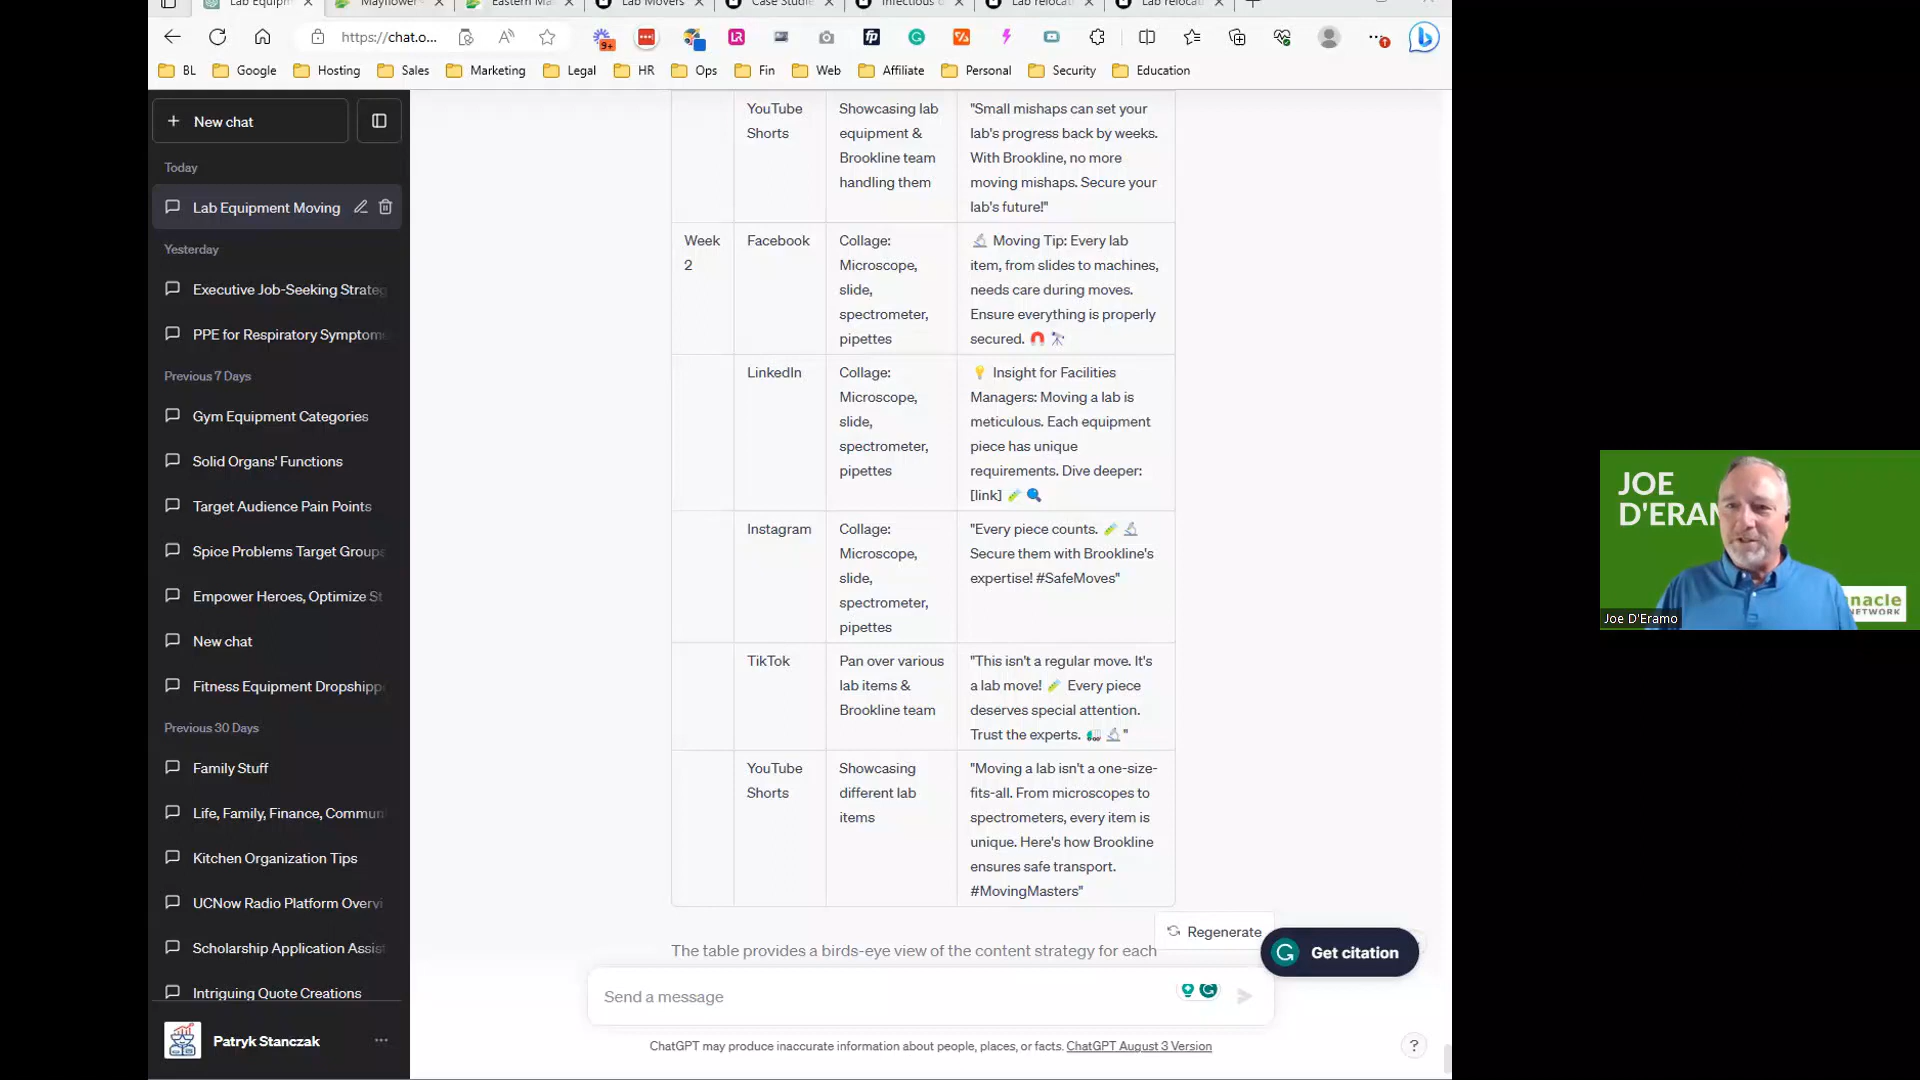 Lab Equipm
Mayflower -
Eastern Ma
Lab Movers
Case Studie
Infectious d
Lab relocat
Lab relocat
https://chat.o...
9+
BL
Google
Hosting
Sales
Marketing
Legal
HR
Ops
Fin
Web
Affiliate
Personal
Security
Education
New chat
Today
Lab Equipment Moving
Yesterday
Executive Job-Seeking Strateg
PPE for Respiratory Symptom
Previous 7 Days
Gym Equipment Categories
Solid Organs' Functions
Target Audience Pain Points
Spice Problems Target Groups
Empower Heroes, Optimize St
New chat
Fitness Equipment Dropshipp
Previous 30 Days
Family Stuff
Life, Family, Finance, Commun
Kitchen Organization Tips
UCNow Radio Platform Overvi
Scholarship Application Assis
Intriguing Quote Creations
Patryk Stanczak
YouTube
Shorts
Showcasing lab
equipment &
Brookline team
handling them
"Small mishaps can set your
lab's progress back by weeks.
With Brookline, no more
moving mishaps. Secure your
lab's future!"
Week
2
Facebook
Collage:
Microscope,
slide,
spectrometer,
pipettes
🔬 Moving Tip: Every lab
item, from slides to machines,
needs care during moves.
Ensure everything is properly
secured. 🧲 🔭
LinkedIn
Collage:
Microscope,
slide,
spectrometer,
pipettes
💡 Insight for Facilities
Managers: Moving a lab is
meticulous. Each equipment
piece has unique
requirements. Dive deeper:
[link] 🧪 🔍
Instagram
Collage:
Microscope,
slide,
spectrometer,
pipettes
"Every piece counts. 🧪 🔬
Secure them with Brookline's
expertise! #SafeMoves"
TikTok
Pan over various
lab items &
Brookline team
"This isn't a regular move. It's
a lab move! 🧪 Every piece
deserves special attention.
Trust the experts. 🚛 🔬"
YouTube
Shorts
Showcasing
different lab
items
"Moving a lab isn't a one-size-
fits-all. From microscopes to
spectrometers, every item is
unique. Here's how Brookline
ensures safe transport.
#MovingMasters"
The table provides a birds-eye view of the content strategy for each
Regenerate
Get citation
Send a message
ChatGPT may produce inaccurate information about people, places, or facts. ChatGPT August 3 Version
?
JOE
D'ERAM
nacle
NETWORK
Joe D'Eramo